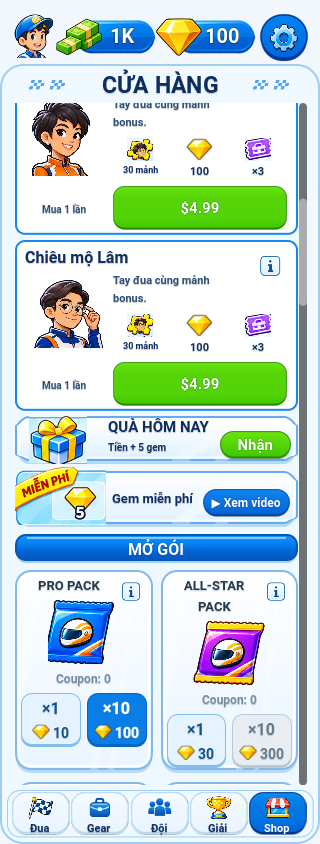 1K
100
CỬA HÀNG
Tay đua cùng mảnh
bonus.
30 mảnh
100
×3
Mua 1 lần
$4.99
Chiêu mộ Lâm
i
Tay đua cùng mảnh
bonus.
30 mảnh
100
×3
Mua 1 lần
$4.99
QUÀ HÔM NAY
Tiền + 5 gem
Nhận
MIỄN PHÍ
5
Gem miễn phí
▶ Xem video
MỞ GÓI
PRO PACK
i
Coupon: 0
×1
10
×10
100
ALL-STAR
PACK
i
Coupon: 0
×1
30
×10
300
Đua
Gear
Đội
Giải
Shop